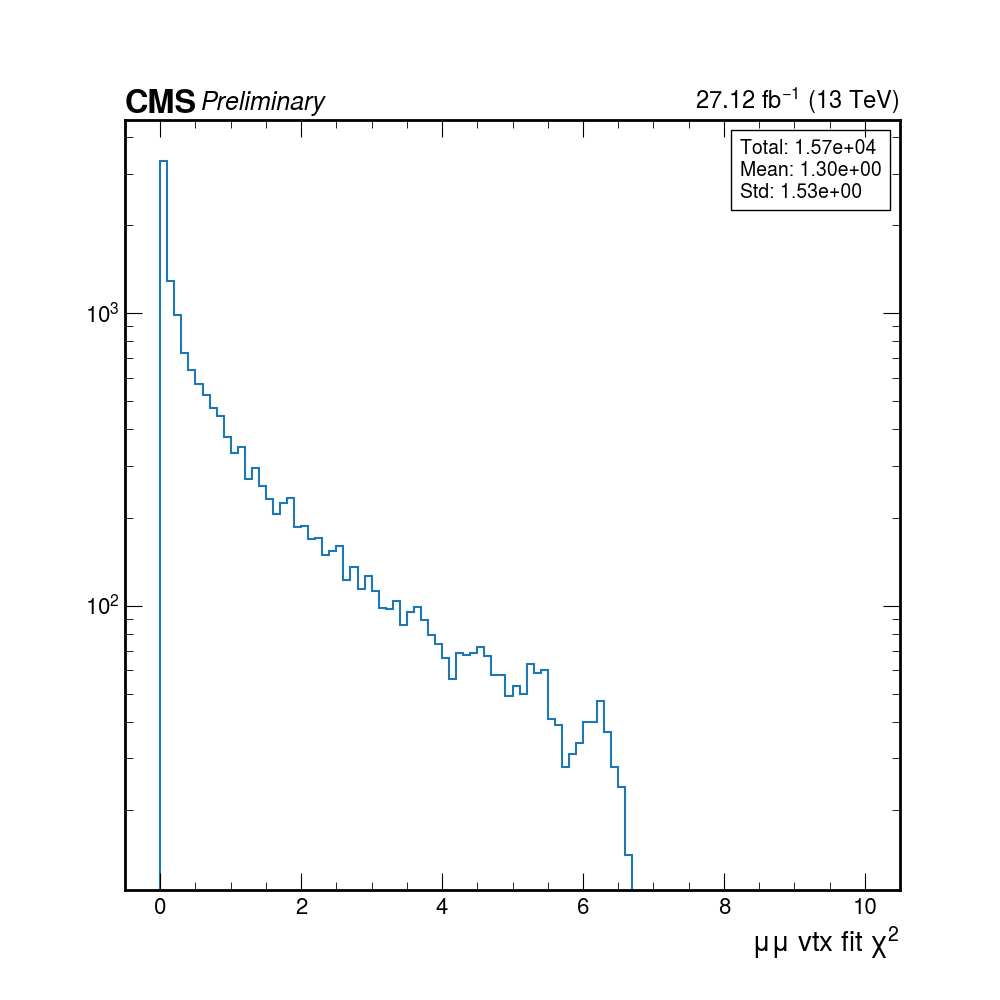 CMS Preliminary 27.12 fb⁻¹ (13 TeV)
Total: 1.57e+04
Mean: 1.30e+00
Std: 1.53e+00
10³
10²
0 2 4 6 8 10
μμ vtx fit χ²